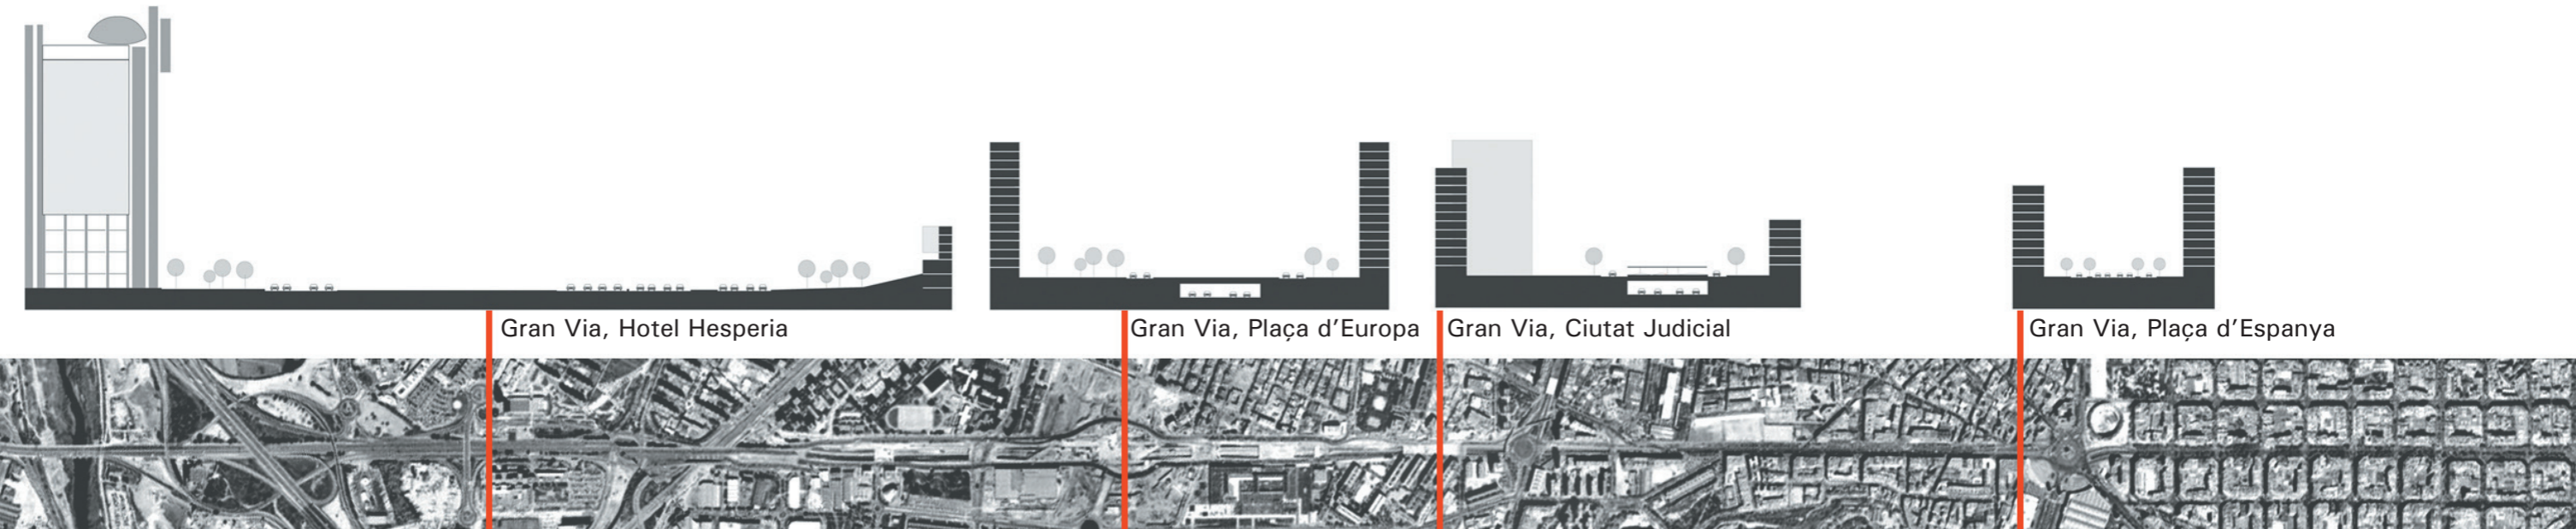 Gran Via, Hotel Hesperia
Gran Via, Plaça d’Europa
Gran Via, Ciutat Judicial
Gran Via, Plaça d’Espanya